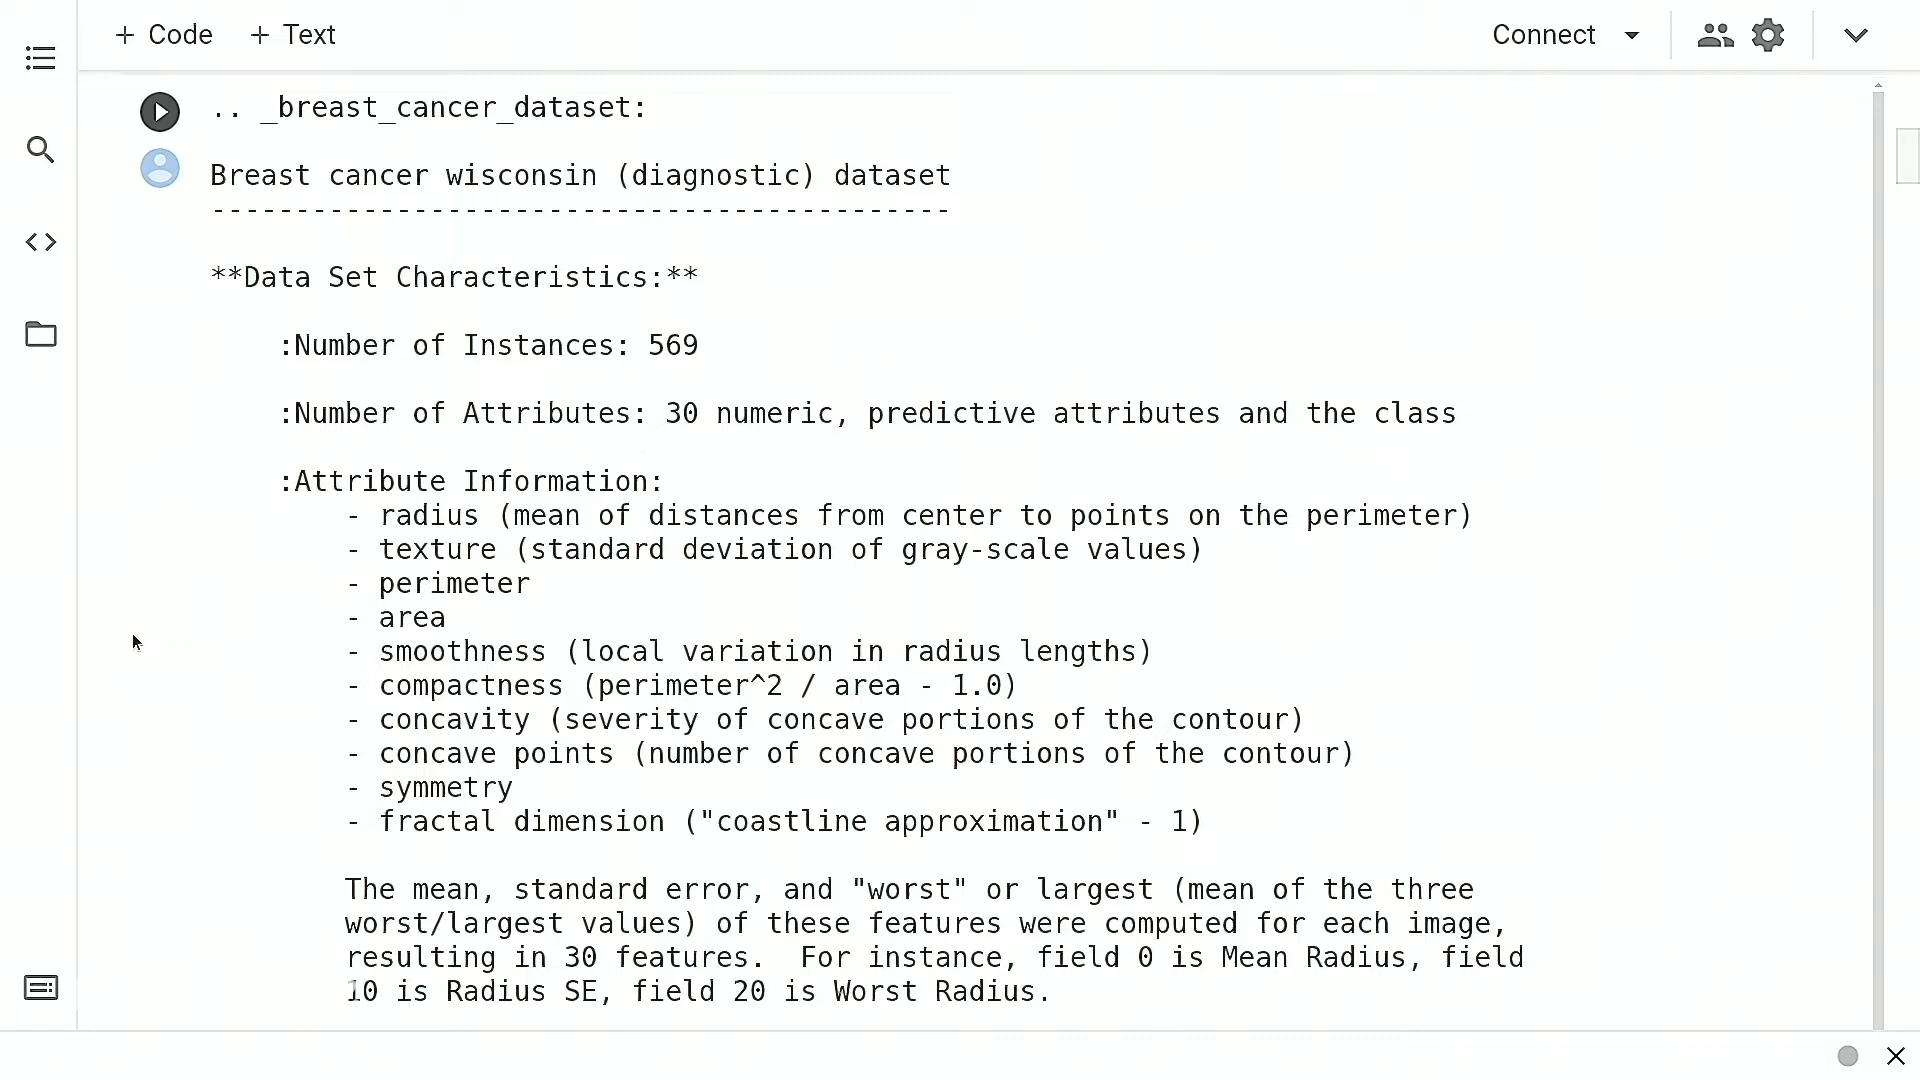 + Code + Text Connect
.. _breast_cancer_dataset:
Breast cancer wisconsin (diagnostic) dataset
--------------------------------------------
**Data Set Characteristics:**
:Number of Instances: 569
:Number of Attributes: 30 numeric, predictive attributes and the class
:Attribute Information:
- radius (mean of distances from center to points on the perimeter)
- texture (standard deviation of gray-scale values)
- perimeter
- area
- smoothness (local variation in radius lengths)
- compactness (perimeter^2 / area - 1.0)
- concavity (severity of concave portions of the contour)
- concave points (number of concave portions of the contour)
- symmetry
- fractal dimension ("coastline approximation" - 1)
The mean, standard error, and "worst" or largest (mean of the three
worst/largest values) of these features were computed for each image,
resulting in 30 features.  For instance, field 0 is Mean Radius, field
10 is Radius SE, field 20 is Worst Radius.